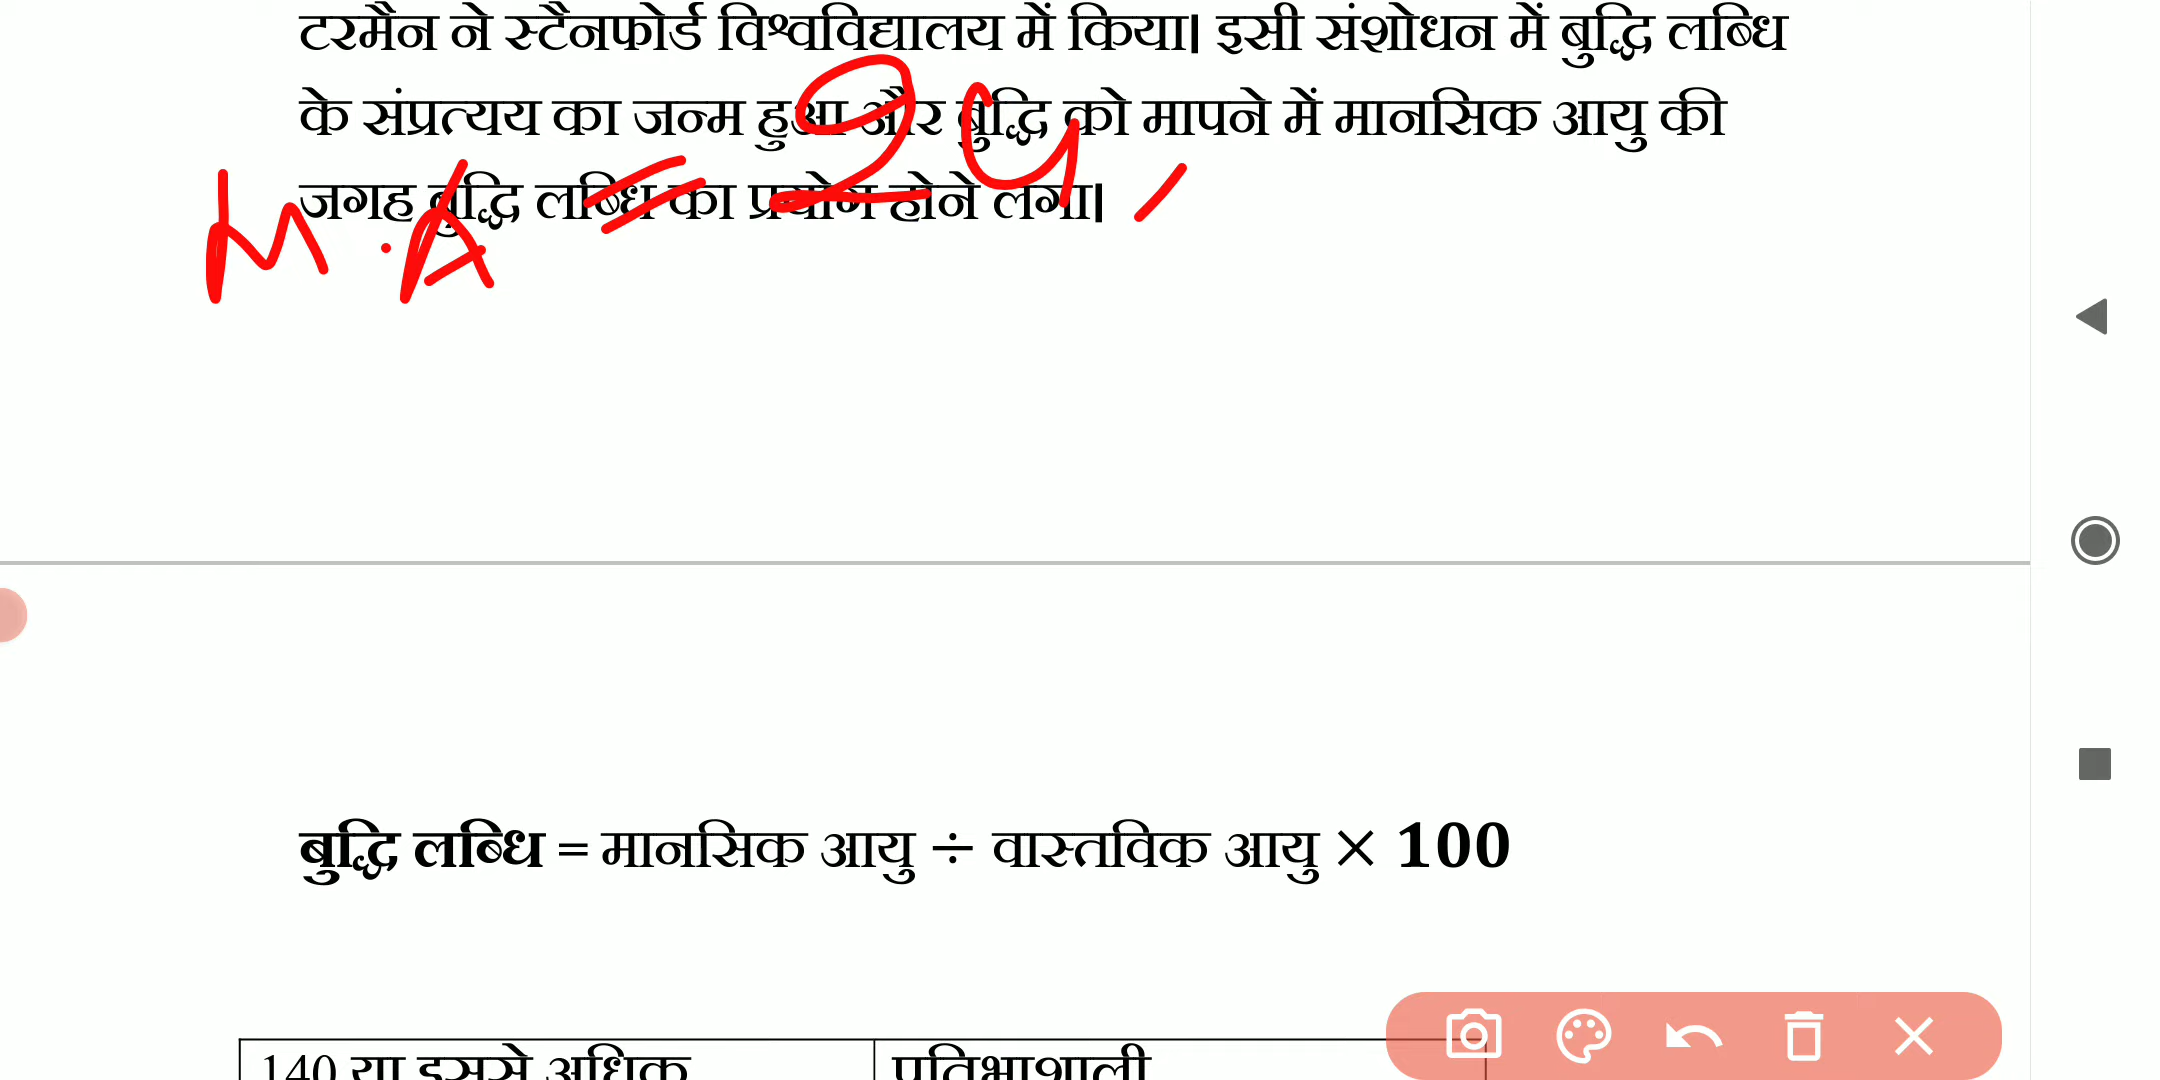 टरमैन ने स्टैनफोर्ड विश्वविद्यालय में किया। इसी संशोधन में बुद्धि लब्धि
के संप्रत्यय का जन्म हुआ और बुद्धि को मापने में मानसिक आयु की
जगह बुद्धि लब्धि का प्रयोग होने लगा।
M.A =
बुद्धि लब्धि = मानसिक आयु ÷ वास्तविक आयु × 100
140 या इससे अधिक
प्रतिभाशाली